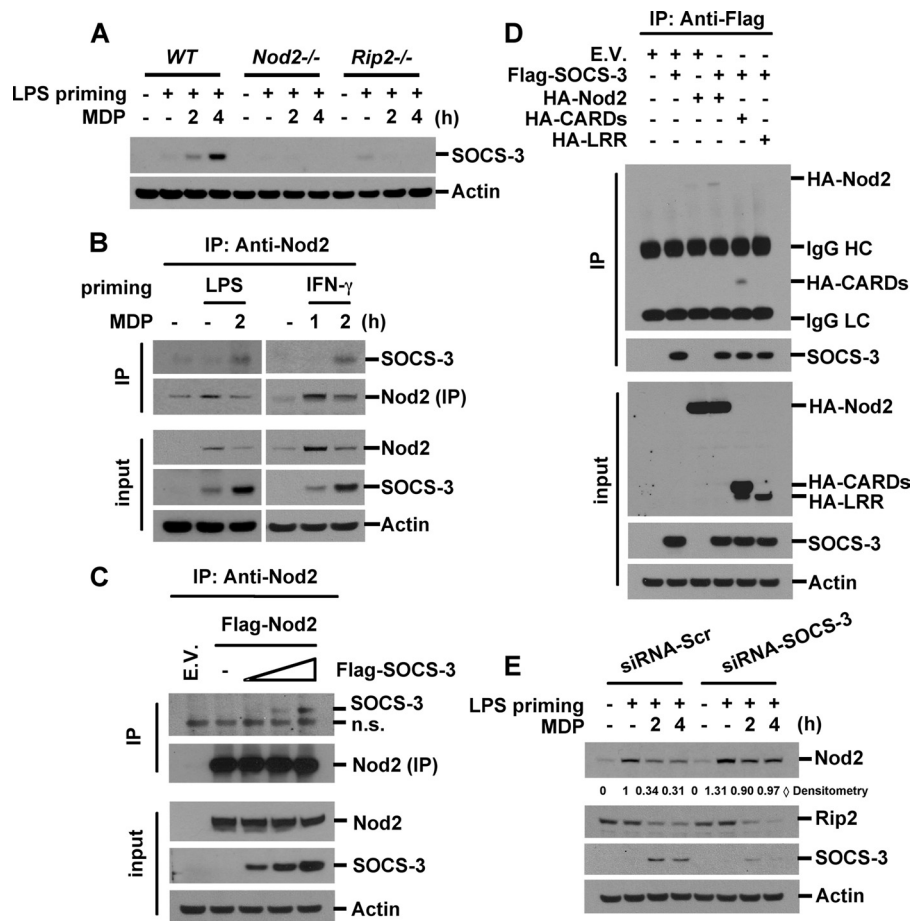 A
WT Nod2-/- Rip2-/-
LPS priming - + + + - + + + - + + +
MDP - - 2 4 - - 2 4 - - 2 4 (h)
SOCS-3
Actin
B
IP: Anti-Nod2
priming LPS IFN-γ
MDP - - 2 - 1 2 (h)
IP
SOCS-3
Nod2 (IP)
input
Nod2
SOCS-3
Actin
C
IP: Anti-Nod2
Flag-Nod2
E.V. - Flag-SOCS-3
IP
SOCS-3
n.s.
Nod2 (IP)
input
Nod2
SOCS-3
Actin
D
IP: Anti-Flag
E.V. + + + - - -
Flag-SOCS-3 - + - + + +
HA-Nod2 - - + + - -
HA-CARDs - - - - + -
HA-LRR - - - - - +
IP
HA-Nod2
IgG HC
HA-CARDs
IgG LC
SOCS-3
input
HA-Nod2
HA-CARDs
HA-LRR
SOCS-3
Actin
E
siRNA-Scr siRNA-SOCS-3
LPS priming - + + + - + + +
MDP - - 2 4 - - 2 4 (h)
Nod2
0 1 0.34 0.31 0 1.31 0.90 0.97 ◊ Densitometry
Rip2
SOCS-3
Actin